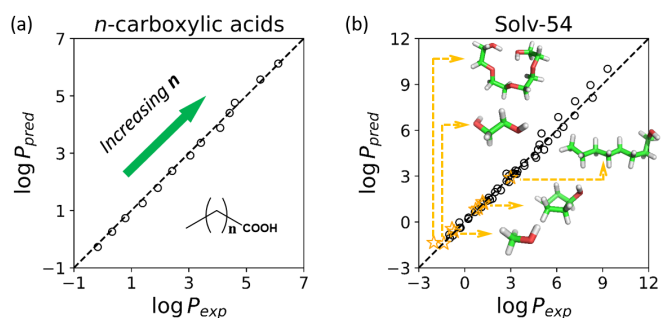 (a)
n-carboxylic acids
7
5
3
1
−1
log P_pred
Increasing n
n
COOH
−1
1
3
5
7
log P_exp
(b)
Solv-54
12
9
6
3
0
−3
log P_pred
−3
0
3
6
9
12
log P_exp